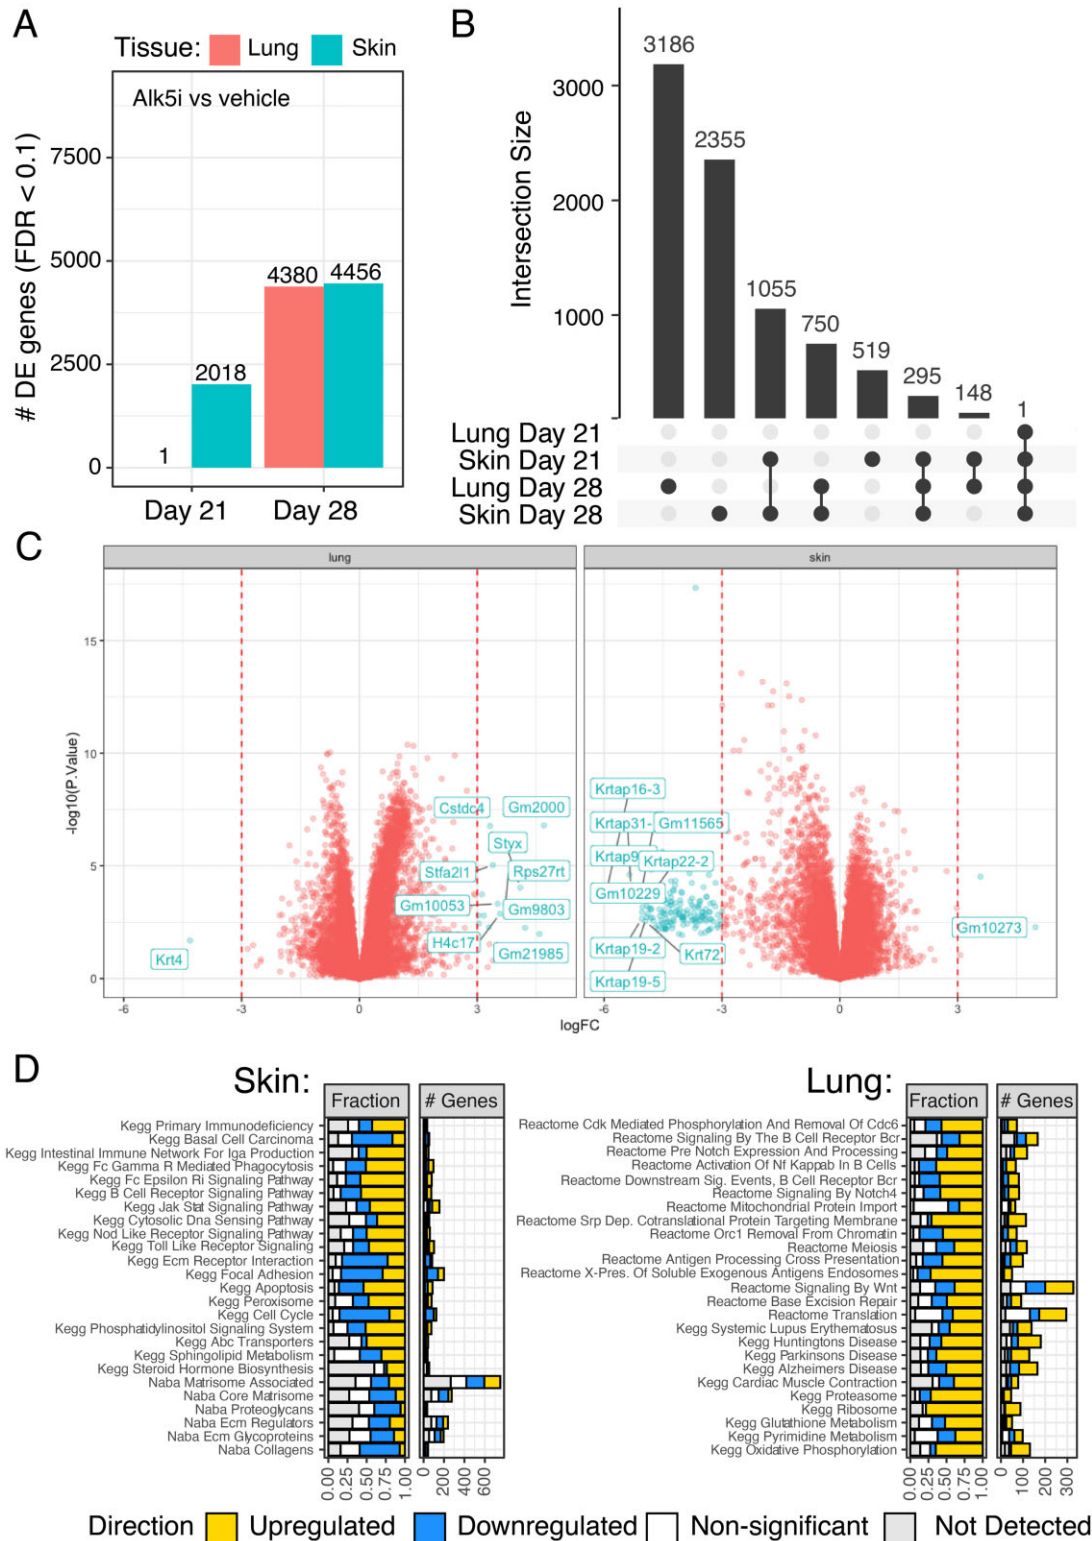 A
Tissue: Lung Skin
Alk5i vs vehicle
# DE genes (FDR < 0.1)
7500
5000
2500
0
1
2018
4380
4456
Day 21 Day 28
B
Intersection Size
3000
2000
1000
3186
2355
1055
750
519
295
148
1
Lung Day 21
Skin Day 21
Lung Day 28
Skin Day 28
C
lung
skin
-log10(P.Value)
15
10
5
0
Cstdc4
Gm2000
Styx
Stfa2l1
Rps27rt
Gm10053
Gm9803
H4c17
Gm21985
Krt4
Krtap16-3
Krtap31-
Gm11565
Krtap9
Krtap22-2
Gm10229
Krtap19-2
Krt72
Krtap19-5
Gm10273
-6 -3 0 3
-6 -3 0 3
logFC
D
Skin:
Fraction
# Genes
Kegg Primary Immunodeficiency
Kegg Basal Cell Carcinoma
Kegg Intestinal Immune Network For Iga Production
Kegg Fc Gamma R Mediated Phagocytosis
Kegg Fc Epsilon Ri Signaling Pathway
Kegg B Cell Receptor Signaling Pathway
Kegg Jak Stat Signaling Pathway
Kegg Cytosolic Dna Sensing Pathway
Kegg Nod Like Receptor Signaling Pathway
Kegg Toll Like Receptor Signaling
Kegg Ecm Receptor Interaction
Kegg Focal Adhesion
Kegg Apoptosis
Kegg Peroxisome
Kegg Cell Cycle
Kegg Phosphatidylinositol Signaling System
Kegg Abc Transporters
Kegg Sphingolipid Metabolism
Kegg Steroid Hormone Biosynthesis
Naba Matrisome Associated
Naba Core Matrisome
Naba Proteoglycans
Naba Ecm Regulators
Naba Ecm Glycoproteins
Naba Collagens
0.00 0.25 0.50 0.75 1.00
0 200 400 600
Lung:
Fraction
# Genes
Reactome Cdk Mediated Phosphorylation And Removal Of Cdc6
Reactome Signaling By The B Cell Receptor Bcr
Reactome Pre Notch Expression And Processing
Reactome Activation Of Nf Kappab In B Cells
Reactome Downstream Sig. Events, B Cell Receptor Bcr
Reactome Signaling By Notch4
Reactome Mitochondrial Protein Import
Reactome Srp Dep. Cotranslational Protein Targeting Membrane
Reactome Orc1 Removal From Chromatin
Reactome Meiosis
Reactome Antigen Processing Cross Presentation
Reactome X-Pres. Of Soluble Exogenous Antigens Endosomes
Reactome Signaling By Wnt
Reactome Base Excision Repair
Reactome Translation
Kegg Systemic Lupus Erythematosus
Kegg Huntingtons Disease
Kegg Parkinsons Disease
Kegg Alzheimers Disease
Kegg Cardiac Muscle Contraction
Kegg Proteasome
Kegg Ribosome
Kegg Glutathione Metabolism
Kegg Pyrimidine Metabolism
Kegg Oxidative Phosphorylation
0.00 0.25 0.50 0.75 1.00
0 100 200 300
Direction Upregulated Downregulated Non-significant Not Detected